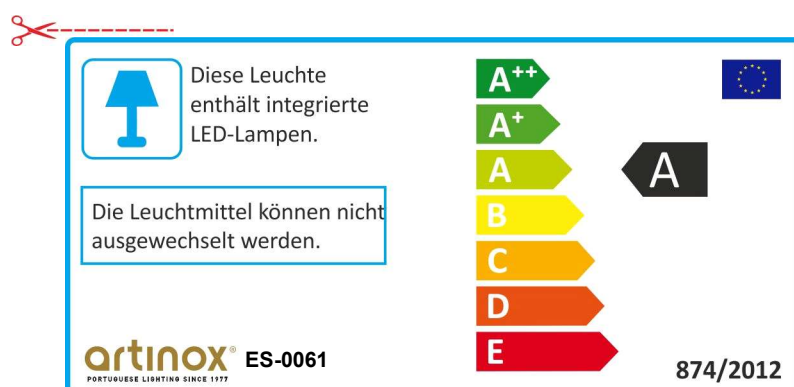 Diese Leuchte
enthält integrierte
LED-Lampen.
Die Leuchtmittel können nicht
ausgewechselt werden.
artinox® ES-0061
PORTUGUESE LIGHTING SINCE 1977
A++
A+
A
B
C
D
E
A
874/2012